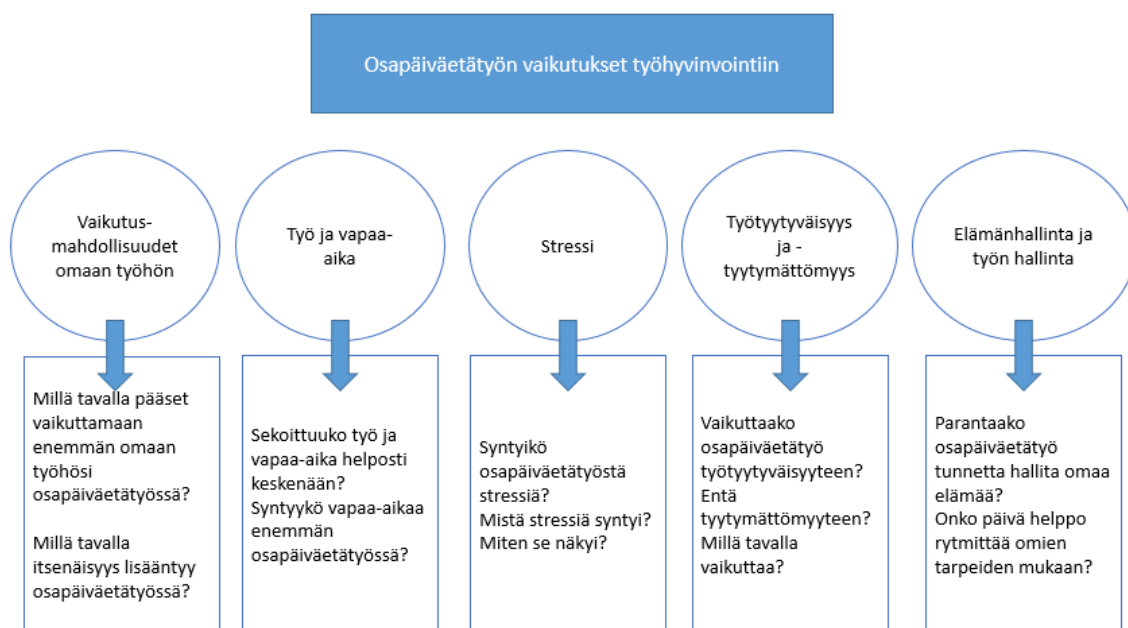 Osapäiväetätyön vaikutukset työhyvinvointiin
Vaikutus-
mahdollisuudet
omaan työhön
Työ ja vapaa-
aika
Stressi
Työtyytyväisyys
ja -
tyytymättömyys
Elämänhallinta ja
työn hallinta
Millä tavalla pääset
vaikuttamaan
enemmän omaan
työhösi
osapäiväetätyössä?
Millä tavalla
itsenäisyys lisääntyy
osapäiväetätyössä?
Sekoittuuko työ ja
vapaa-aika helposti
keskenään?
Syntyykö vapaa-aikaa
enemmän
osapäiväetätyössä?
Syntyikö
osapäiväetätyöstä
stressiä?
Mistä stressiä syntyi?
Miten se näkyi?
Vaikuttaako
osapäiväetätyö
työtyytyväisyyteen?
Entä
tyytymättömyyteen?
Millä tavalla
vaikuttaa?
Parantaako
osapäiväetätyö
tunnetta hallita omaa
elämää?
Onko päivä helppo
rytmittää omien
tarpeiden mukaan?